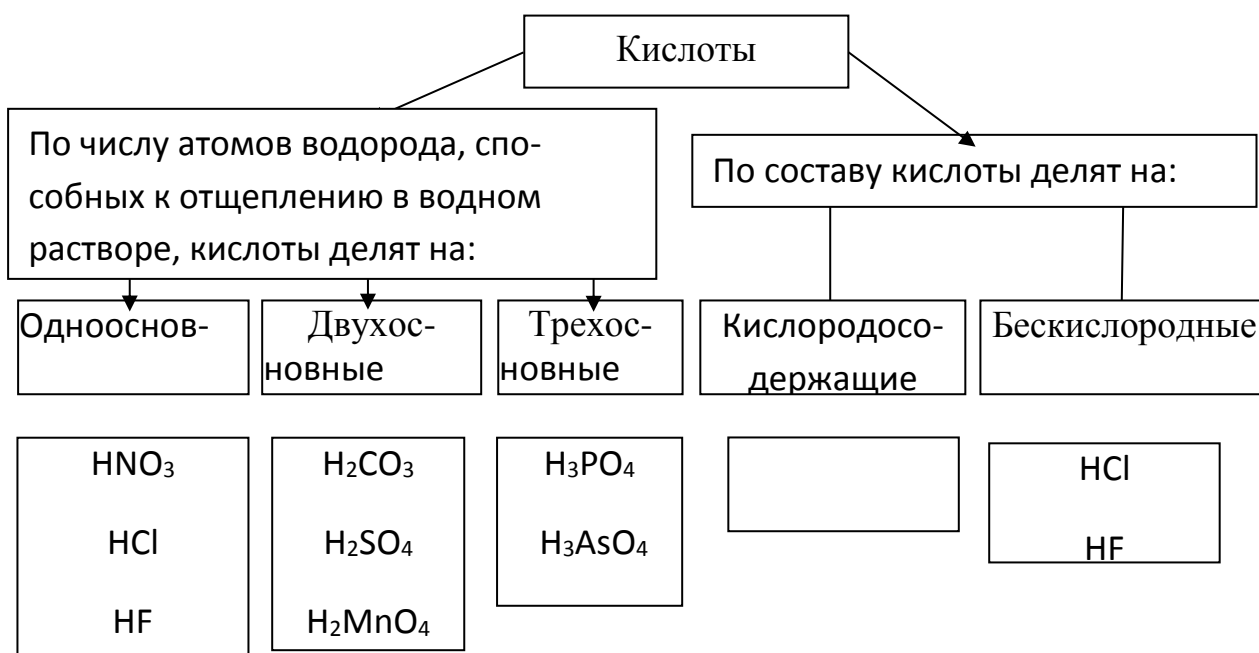 Кислоты
По числу атомов водорода, спо-
собных к отщеплению в водном
растворе, кислоты делят на:
По составу кислоты делят на:
Однооснов-
Двухос-
новные
Трехос-
новные
Кислородосо-
держащие
Бескислородные
HNO₃
HCl
HF
H₂CO₃
H₂SO₄
H₂MnO₄
H₃PO₄
H₃AsO₄
HCl
HF